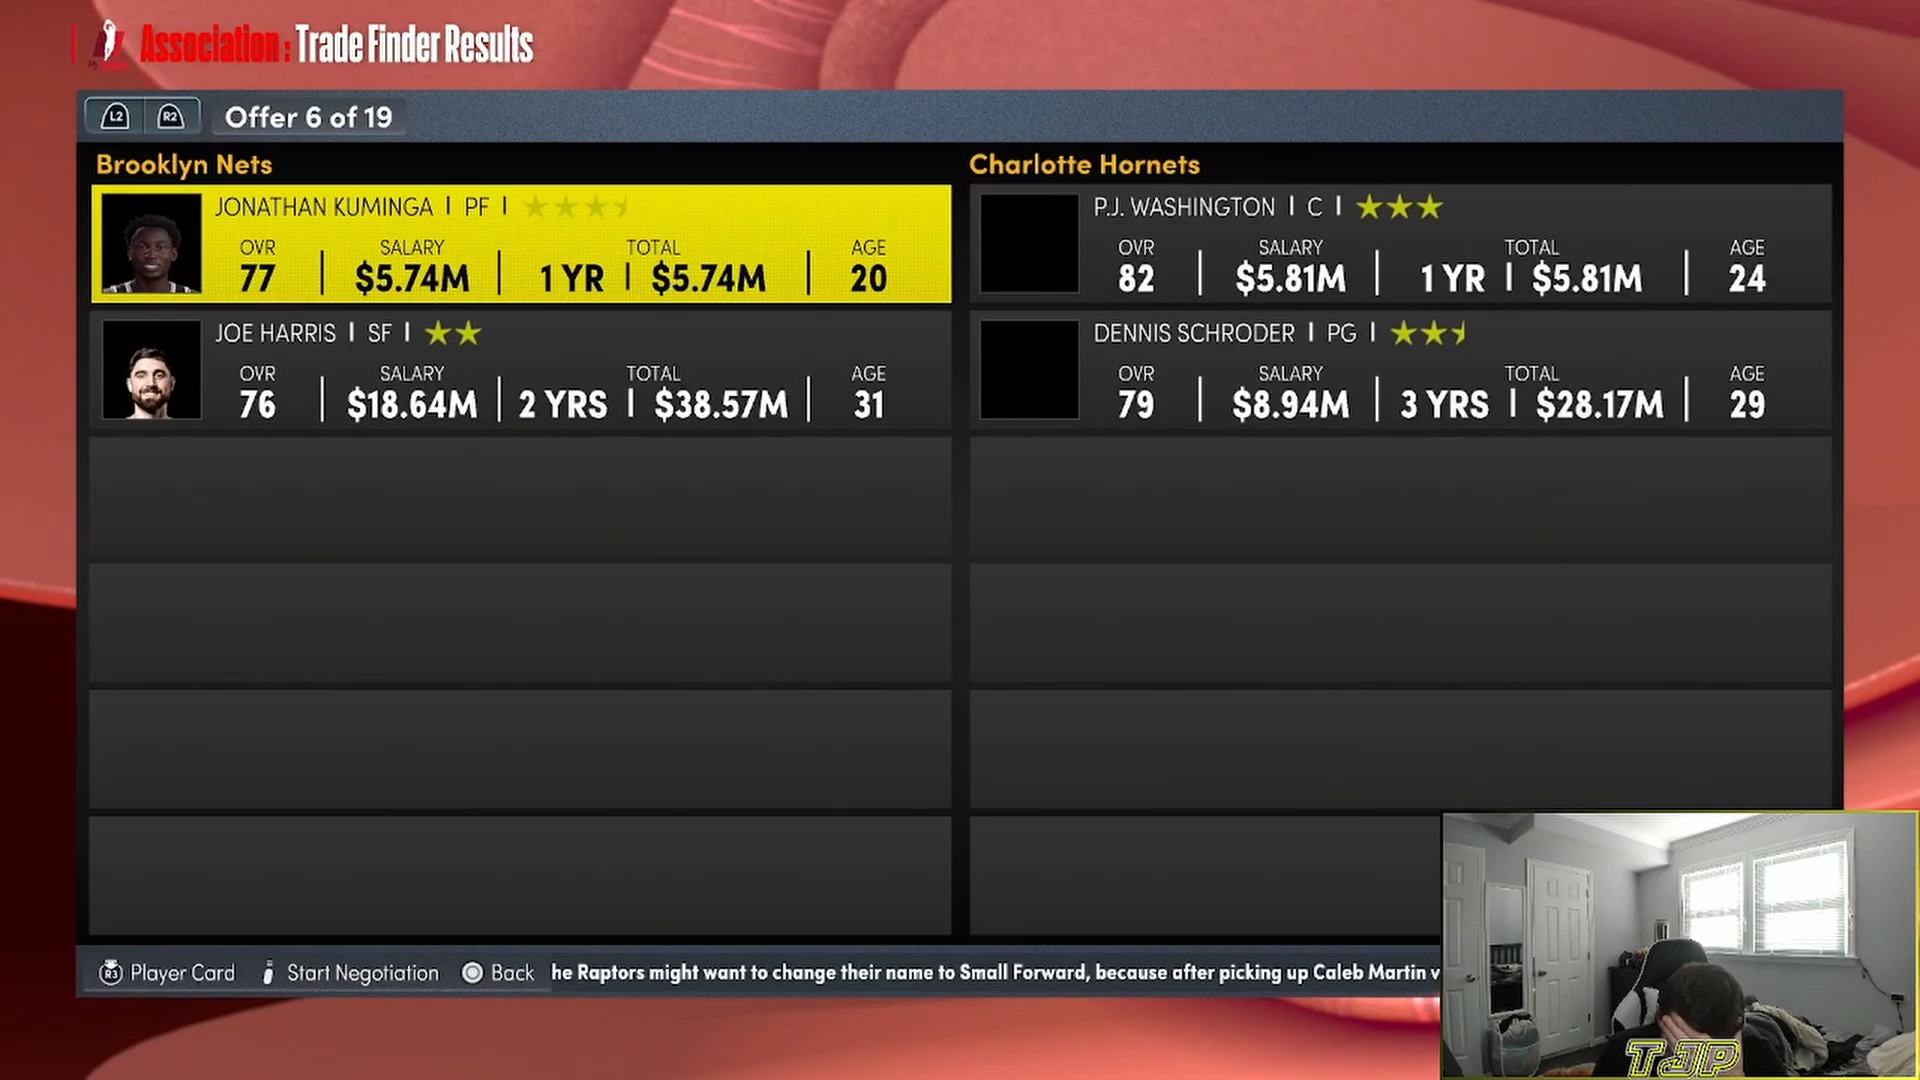 Association : Trade Finder Results
L2 R2 Offer 6 of 19
Brooklyn Nets
JONATHAN KUMINGA | PF |
OVR SALARY TOTAL AGE
77 | $5.74M | 1 YR | $5.74M | 20
JOE HARRIS | SF |
OVR SALARY TOTAL AGE
76 | $18.64M | 2 YRS | $38.57M | 31
Charlotte Hornets
P.J. WASHINGTON | C |
OVR SALARY TOTAL AGE
82 | $5.81M | 1 YR | $5.81M | 24
DENNIS SCHRODER | PG |
OVR SALARY TOTAL AGE
79 | $8.94M | 3 YRS | $28.17M | 29
R3 Player Card Start Negotiation Back he Raptors might want to change their name to Small Forward, because after picking up Caleb Martin v
TJP